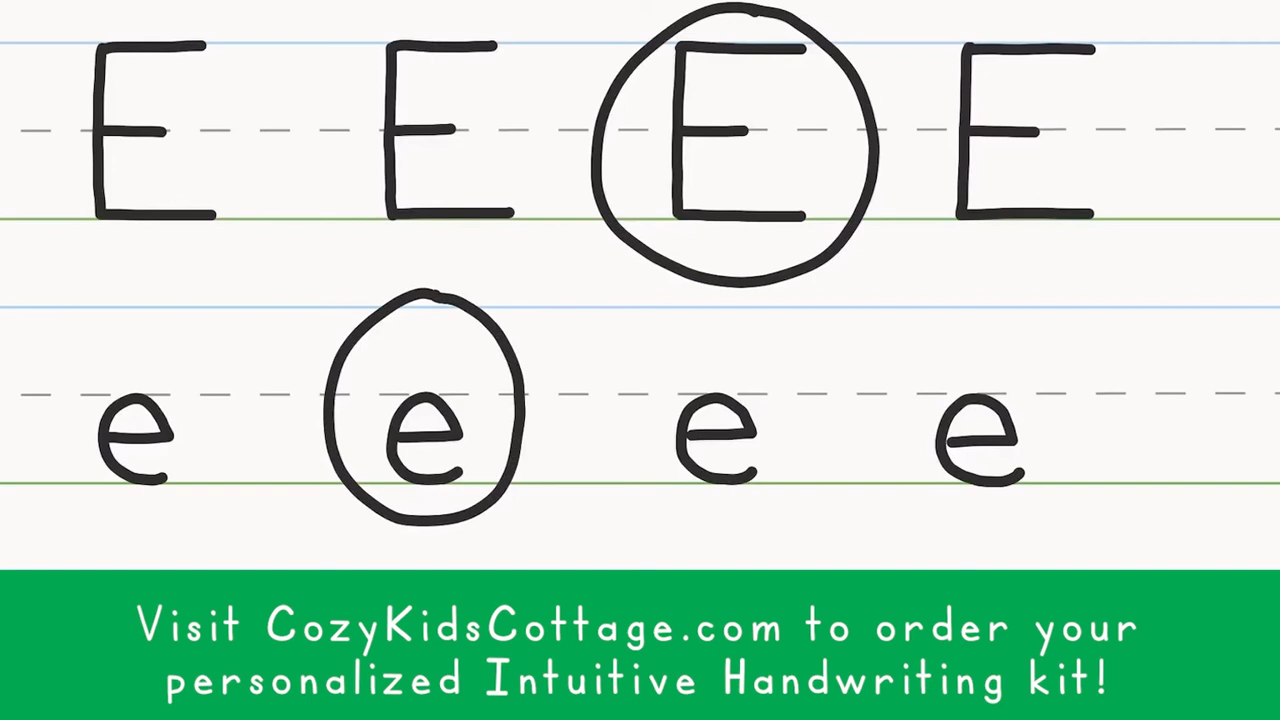 E E E E
e e e e
Visit CozyKidsCottage.com to order your
personalized Intuitive Handwriting kit!